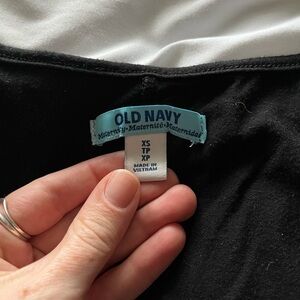 OLD NAVY
Maternity•Maternité•Maternidad
XS
TP
XP
MADE IN
VIETNAM